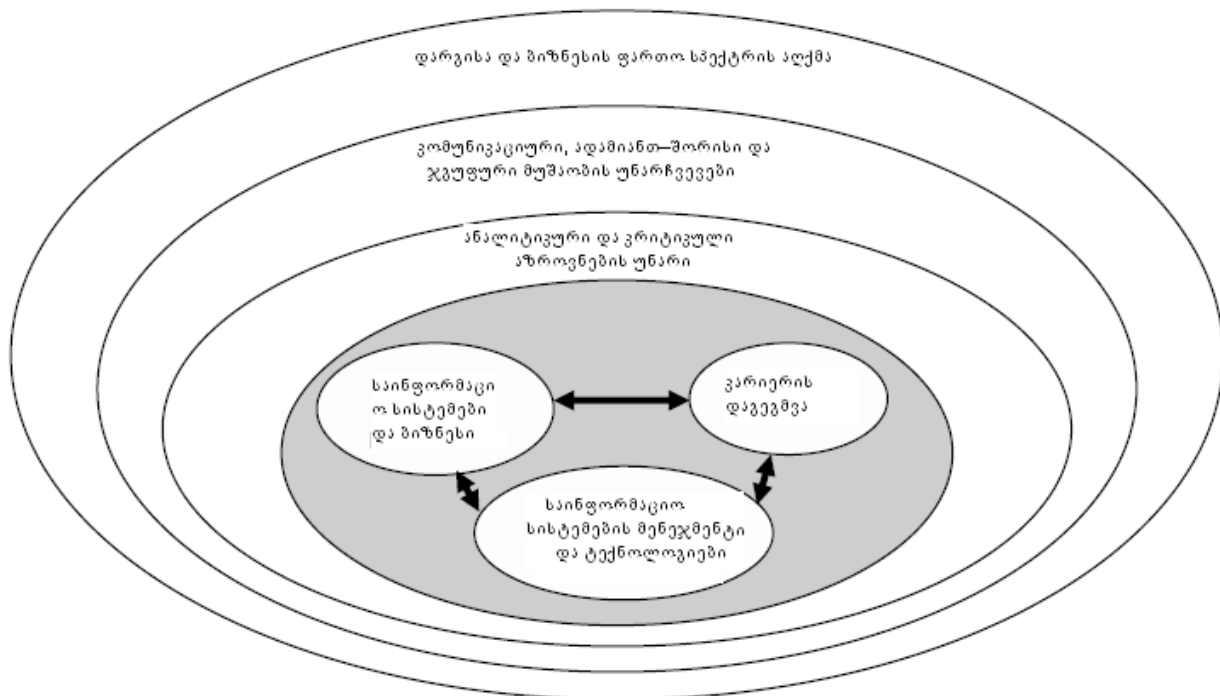 დარგისა და ბიზნესის ფართო სპექტრის აღქმა
კომუნიკაციური, ადამიანთ–შორისი და
ჯგუფური მუშაობის უნარჩვევები
ანალიტიკური და კრიტიკული
აზროვნების უნარი
საინფორმაცი
ო სისტემები
და ბიზნესი
კარიერის
დაგეგმვა
საინფორმაციო
სისტემების მენეჯმენტი
და ტექნოლოგიები